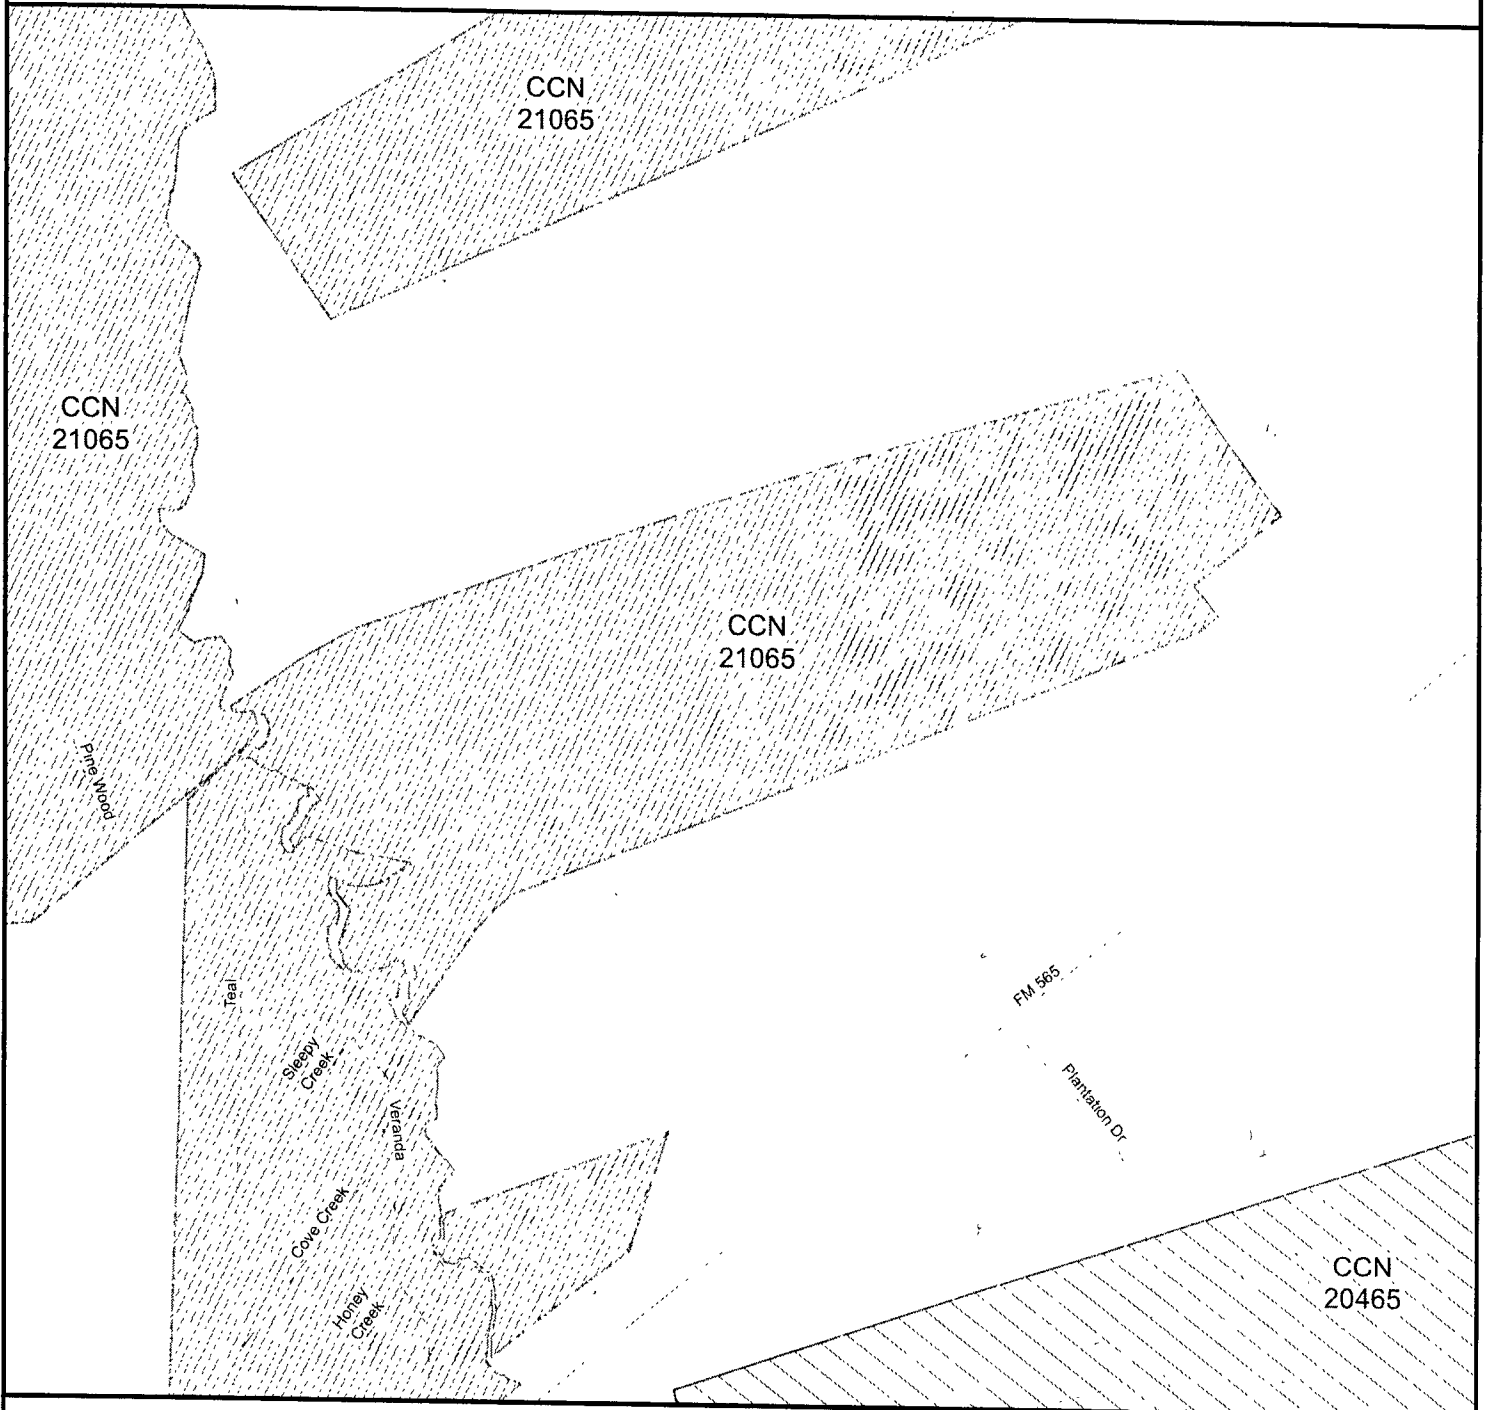 CCN
21065
CCN
21065
CCN
21065
Pine Wood
Teal
FM 565
Sleepy
Creek
Plantation Dr
Veranda
Cove Creek
Honey
Creek
CCN
20465